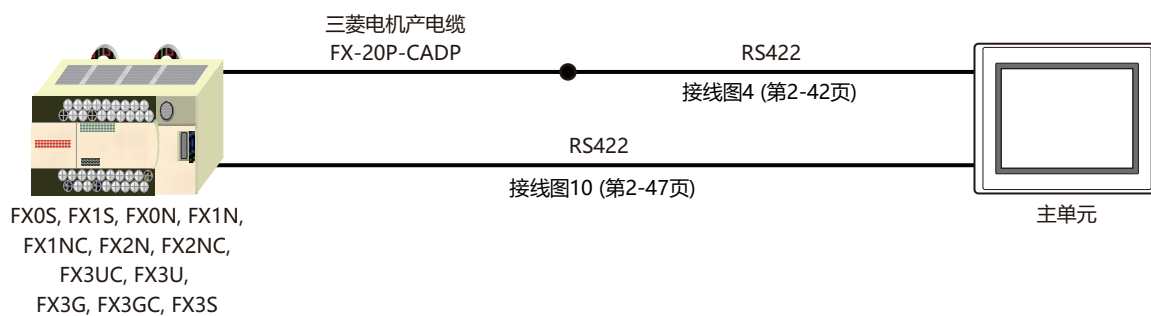 三菱电机产电缆
FX-20P-CADP
RS422
接线图4 (第2-42页)
RS422
接线图10 (第2-47页)
FX0S, FX1S, FX0N, FX1N,
FX1NC, FX2N, FX2NC,
FX3UC, FX3U,
FX3G, FX3GC, FX3S
主单元